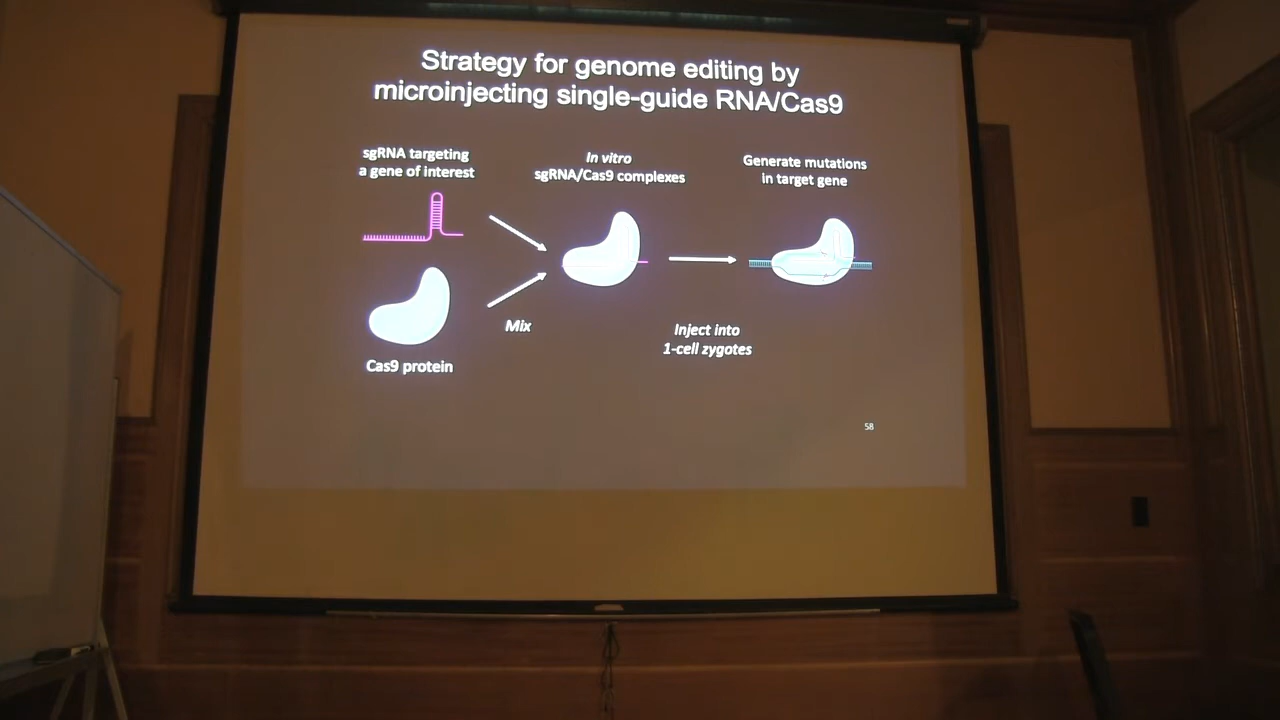 Strategy for genome editing by
microinjecting single-guide RNA/Cas9
sgRNA targeting
a gene of interest
In vitro
sgRNA/Cas9 complexes
Generate mutations
in target gene
Mix
Inject into
1-cell zygotes
Cas9 protein
58